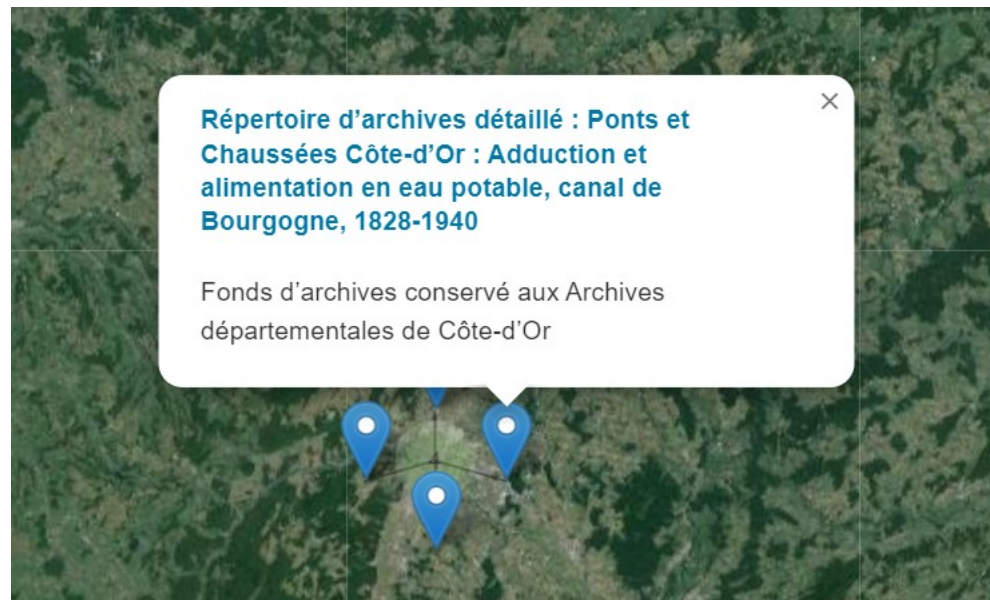 Répertoire d’archives détaillé : Ponts et
Chaussées Côte-d’Or : Adduction et
alimentation en eau potable, canal de
Bourgogne, 1828-1940
Fonds d’archives conservé aux Archives
départementales de Côte-d’Or